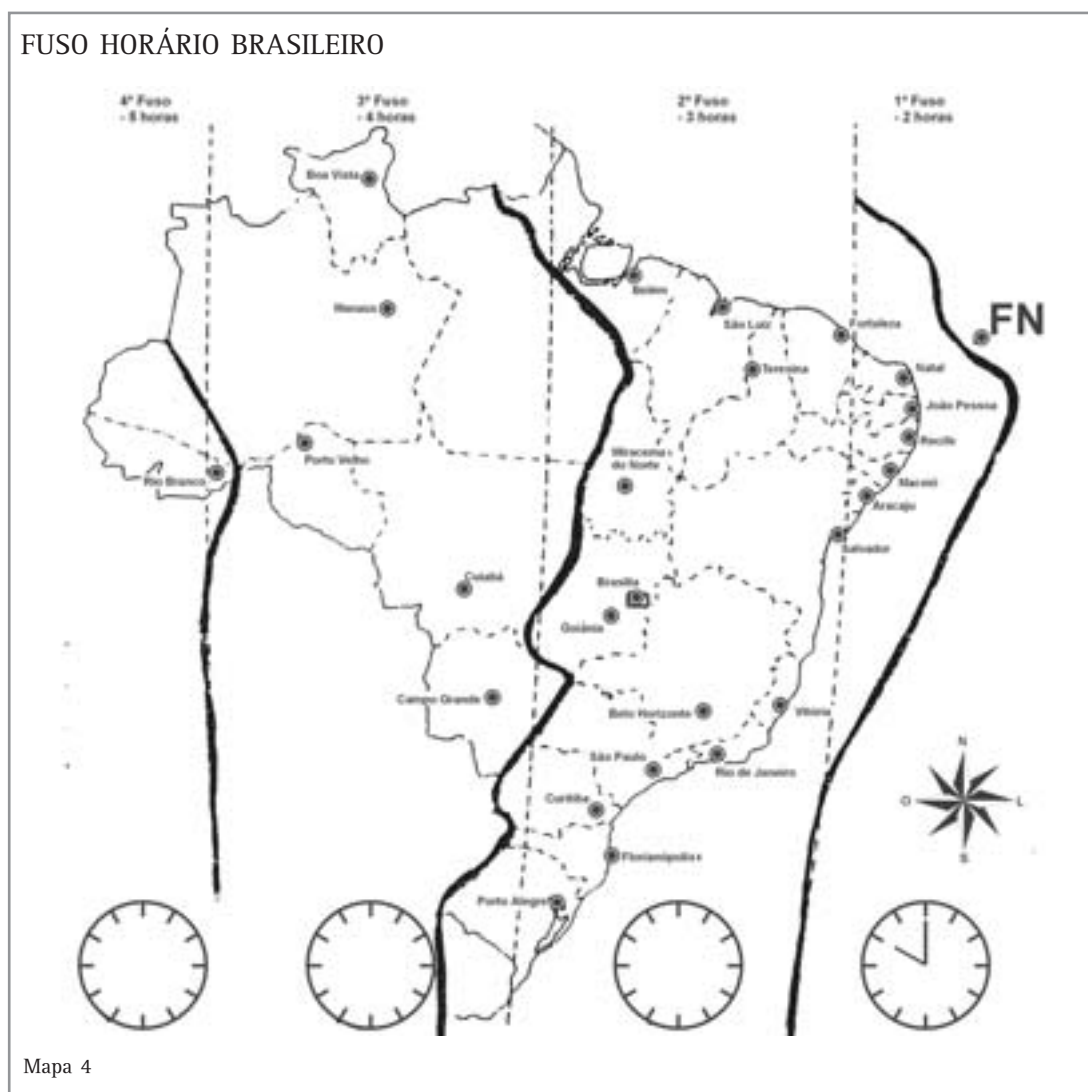 FUSO HORÁRIO BRASILEIRO
4º Fuso
- 5 horas
3º Fuso
- 4 horas
2º Fuso
- 3 horas
1º Fuso
- 2 horas
Boa Vista
Manaus
Belém
São Luiz
Fortaleza
FN
Teresina
Natal
João Pessoa
Recife
Porto Velho
Rio Branco
Miracema
do Norte
Maceió
Aracaju
Salvador
Cuiabá
Brasília
Goiânia
Campo Grande
Belo Horizonte
Vitória
São Paulo
Rio de Janeiro
Curitiba
Florianópolis
Porto Alegre
N
O
L
S
Mapa 4